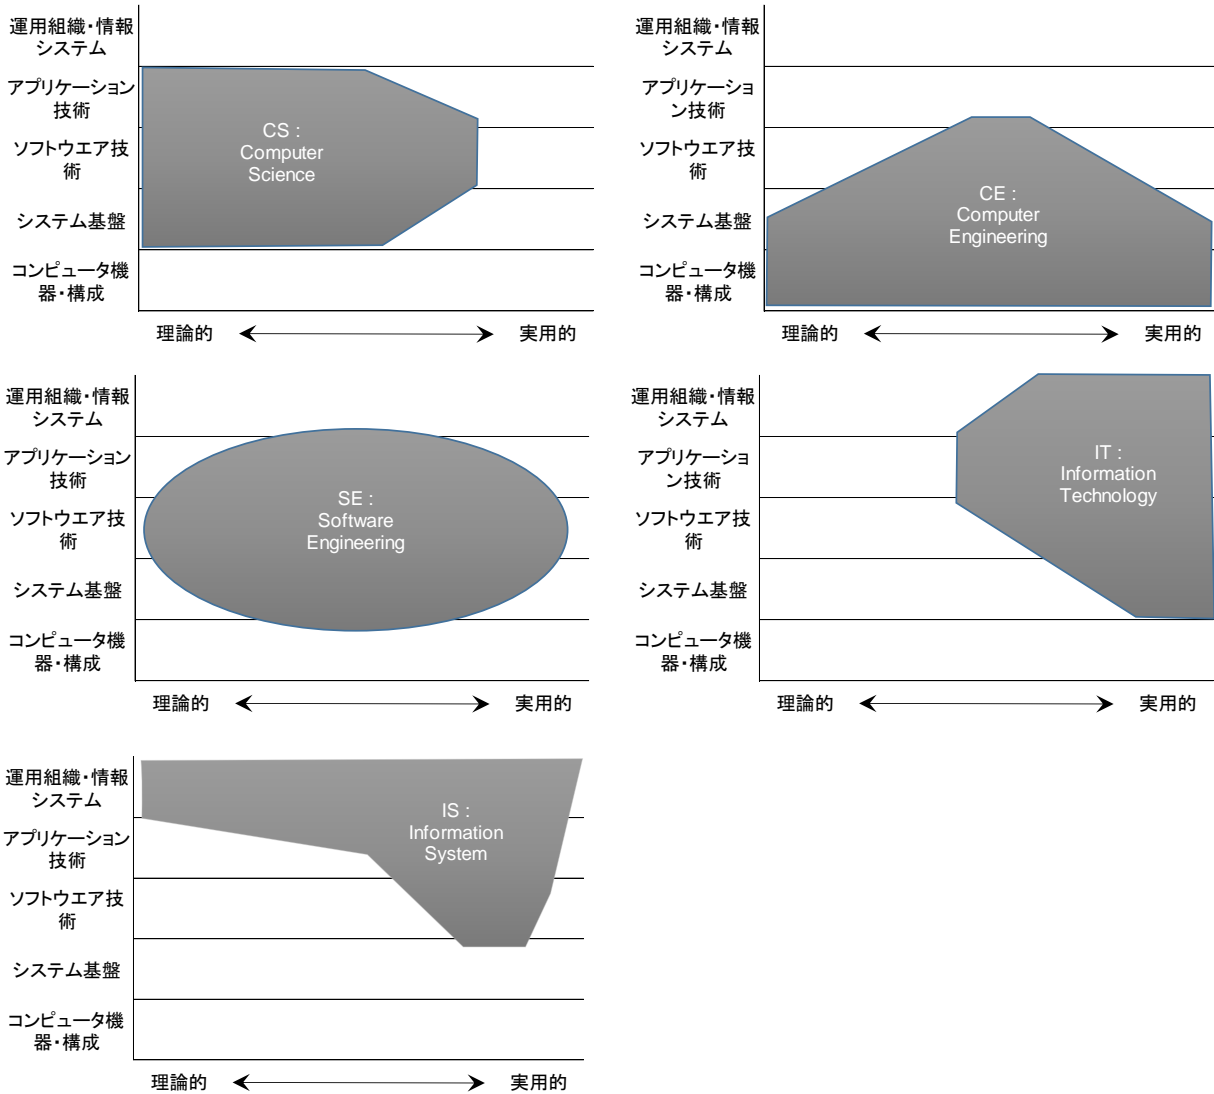 運用組織・情報
システム
アプリケーション
技術
ソフトウエア技
術
システム基盤
コンピュータ機
器・構成
CS :
Computer
Science
理論的
実用的
運用組織・情報
システム
アプリケーショ
ン技術
ソフトウエア技
術
システム基盤
コンピュータ機
器・構成
CE :
Computer
Engineering
理論的
実用的
運用組織・情報
システム
アプリケーション
技術
ソフトウエア技
術
システム基盤
コンピュータ機
器・構成
SE :
Software
Engineering
理論的
実用的
運用組織・情報
システム
アプリケーショ
ン技術
ソフトウエア技
術
システム基盤
コンピュータ機
器・構成
IT :
Information
Technology
理論的
実用的
運用組織・情報
システム
アプリケーション
技術
ソフトウエア技
術
システム基盤
コンピュータ機
器・構成
IS :
Information
System
理論的
実用的